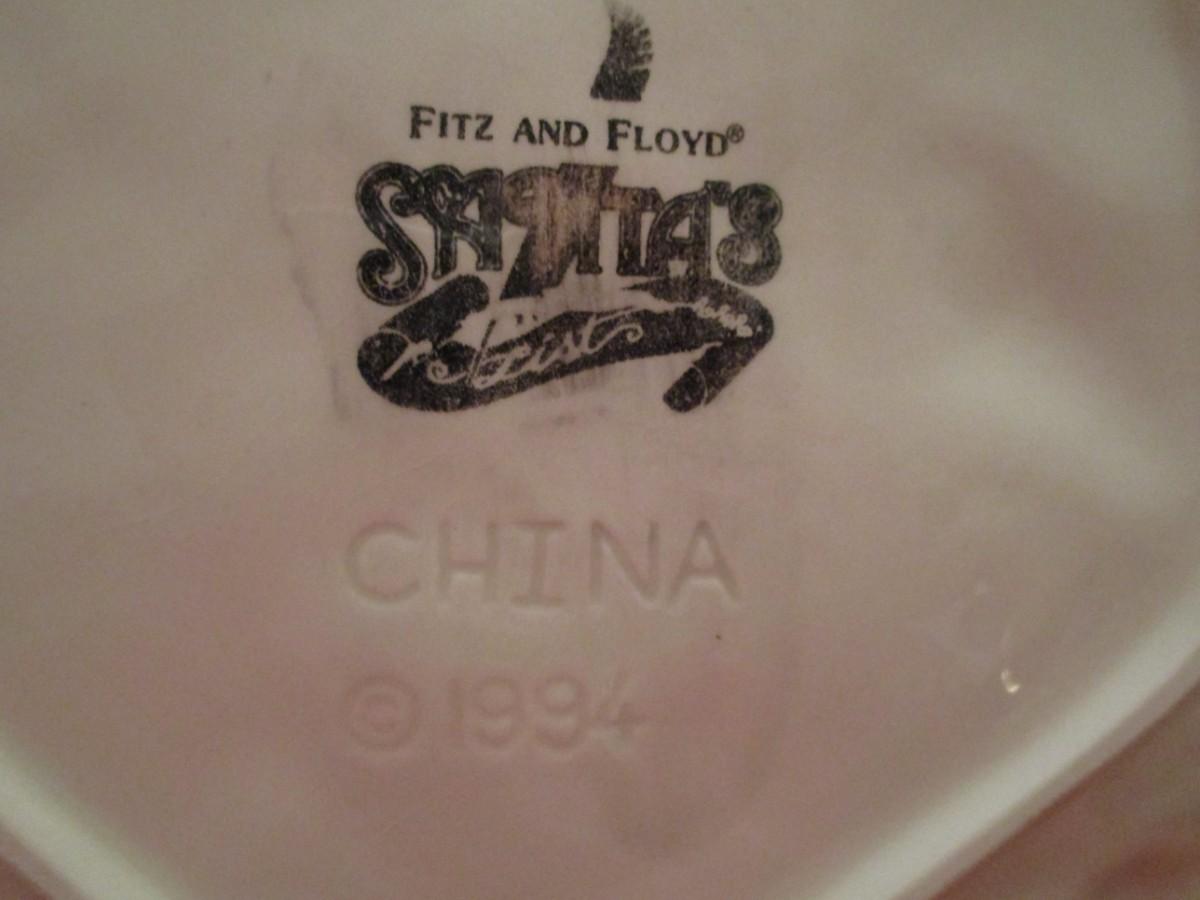 FITZ AND FLOYD®
SANTA'S
CHINA
©1994